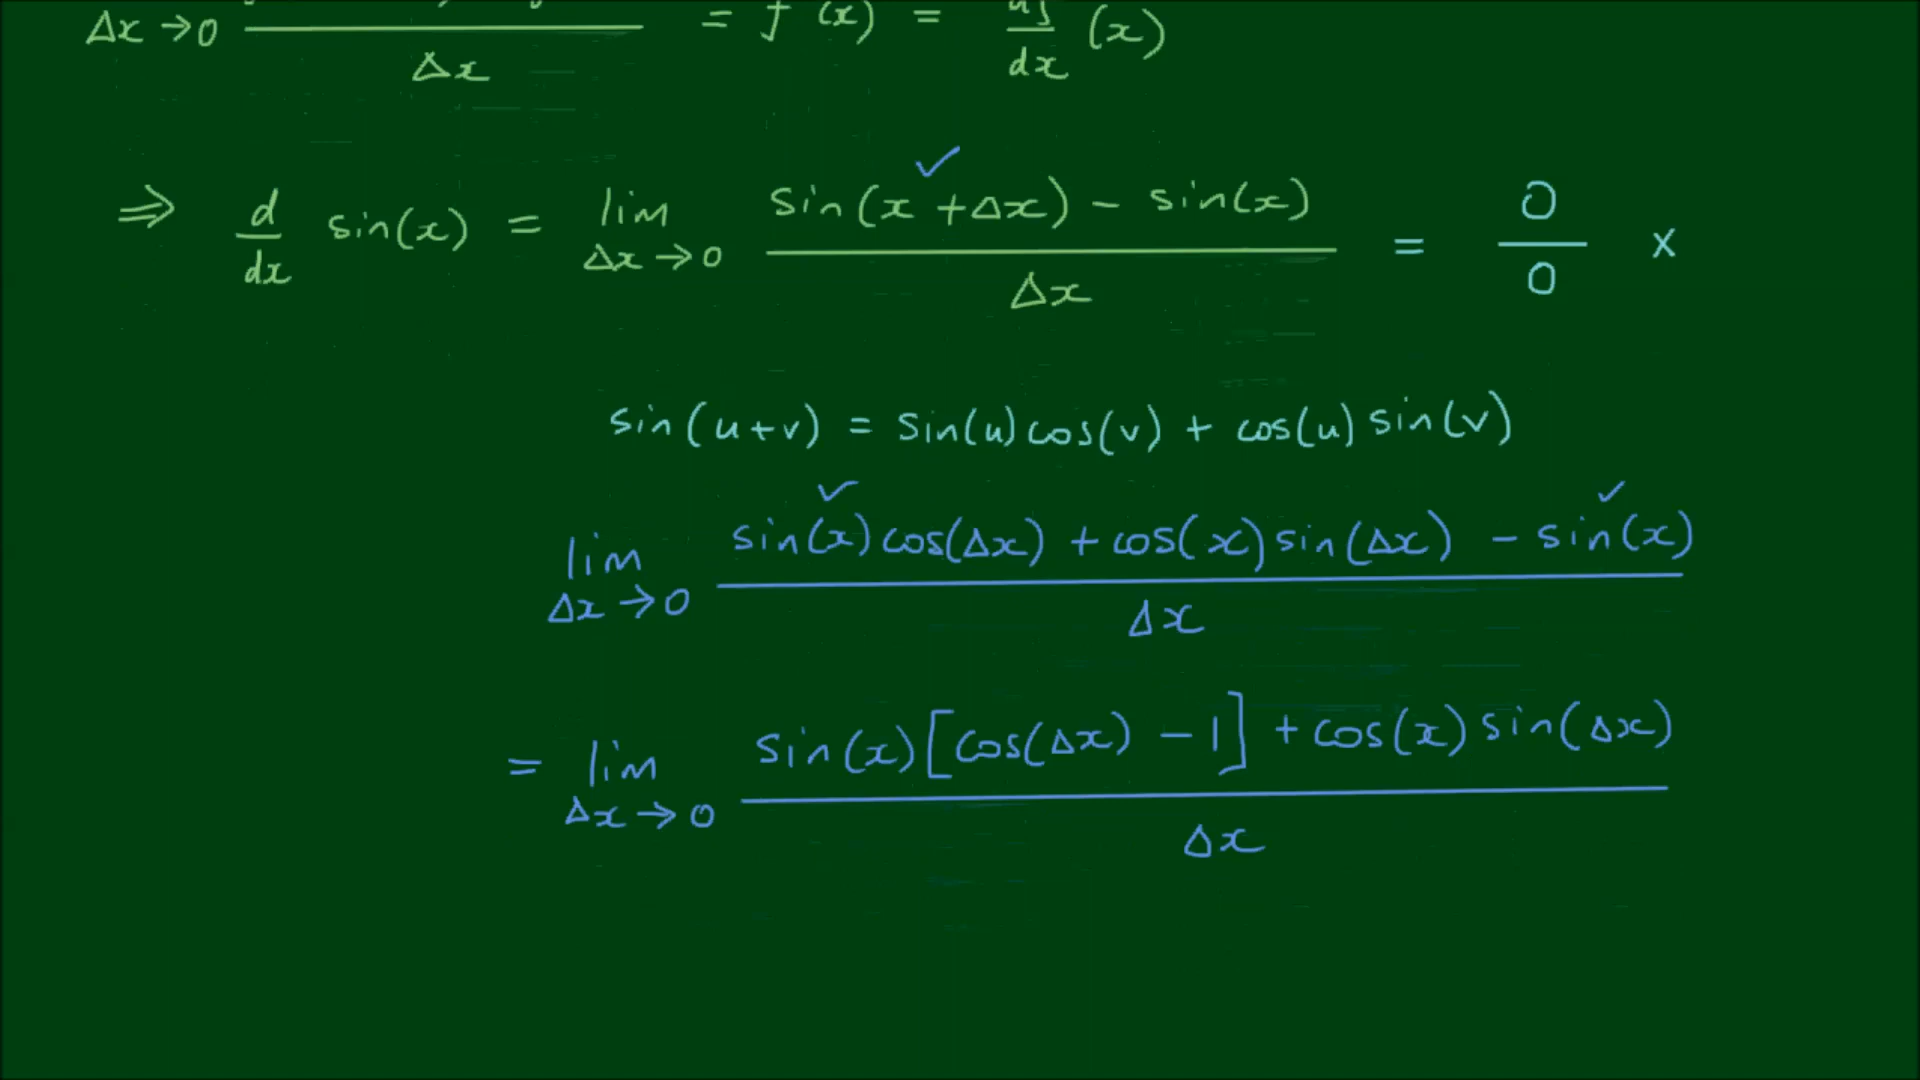 Δx→0 ─── Δx = f'(x) = df/dx (x)
⇒ d/dx sin(x) = lim Δx→0 (sin(x+Δx) − sin(x))/Δx = 0/0 x
sin(u+v) = sin(u)cos(v) + cos(u)sin(v)
lim Δx→0 (sin(x)cos(Δx) + cos(x)sin(Δx) − sin(x))/Δx
= lim Δx→0 (sin(x)[cos(Δx) − 1] + cos(x)sin(Δx))/Δx